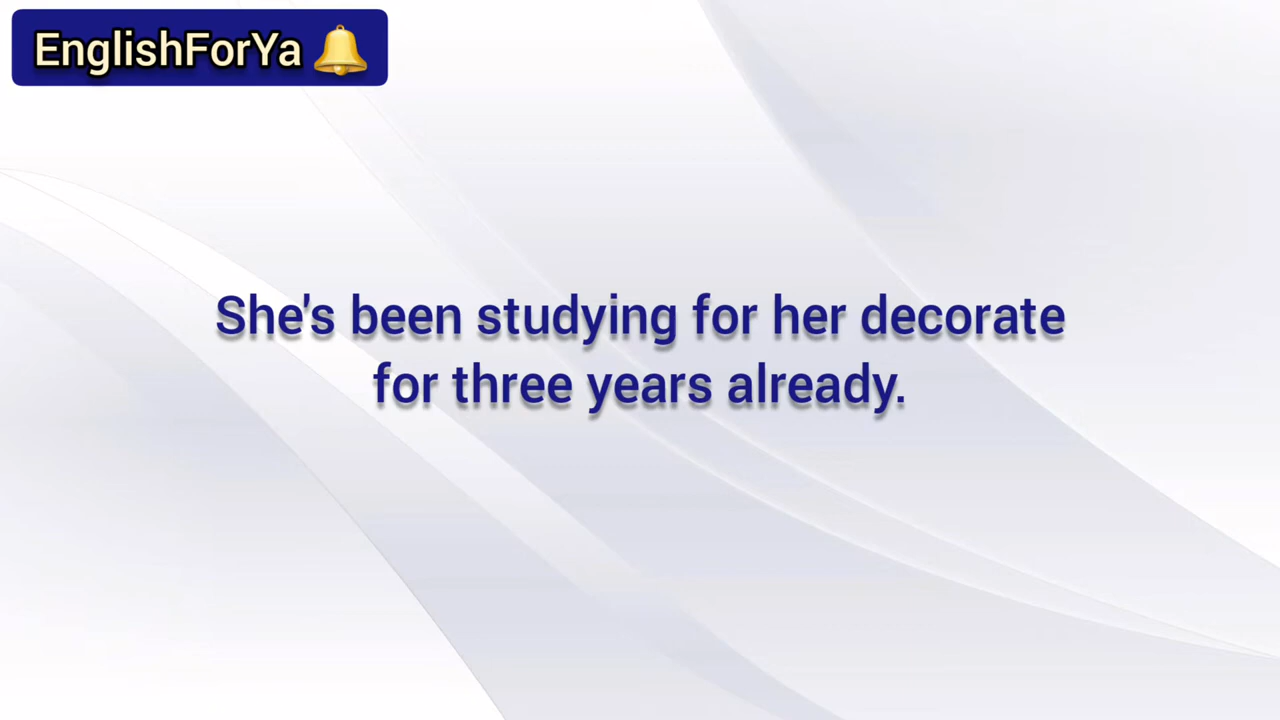 EnglishForYa
She's been studying for her decorate
for three years already.